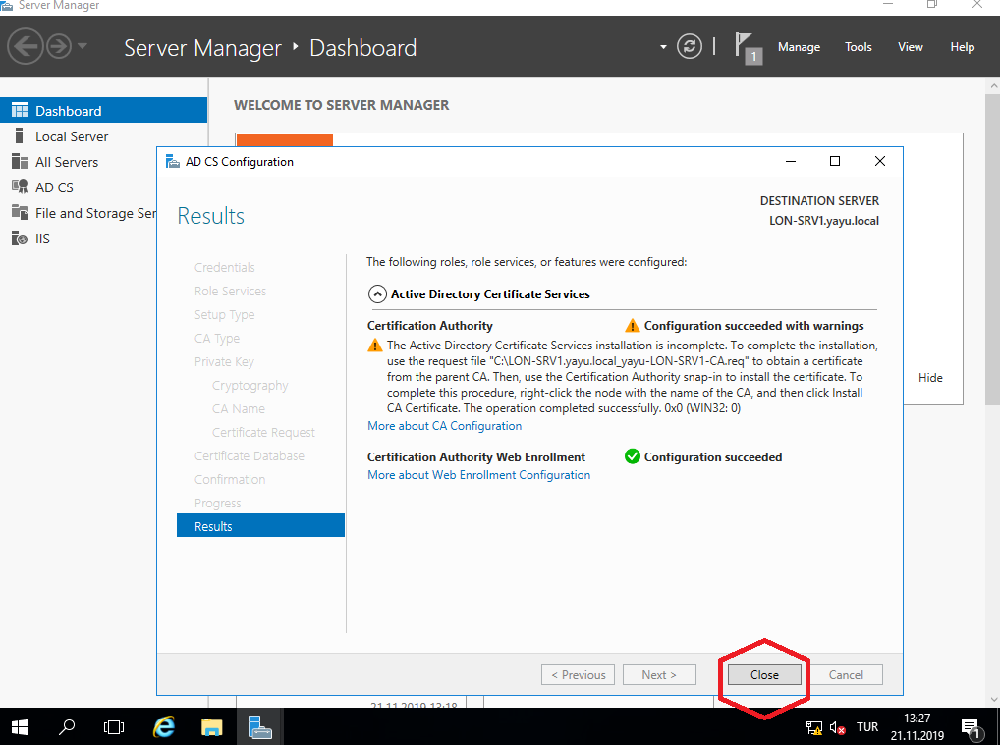 Server Manager
Server Manager ‣ Dashboard
1
Manage
Tools
View
Help
Dashboard
Local Server
All Servers
AD CS
File and Storage Ser
IIS
WELCOME TO SERVER MANAGER
AD CS Configuration
Results
DESTINATION SERVER
LON-SRV1.yayu.local
Credentials
Role Services
Setup Type
CA Type
Private Key
Cryptography
CA Name
Certificate Request
Certificate Database
Confirmation
Progress
Results
The following roles, role services, or features were configured:
Active Directory Certificate Services
Certification Authority
Configuration succeeded with warnings
The Active Directory Certificate Services installation is incomplete. To complete the installation,
use the request file "C:\LON-SRV1.yayu.local_yayu-LON-SRV1-CA.req" to obtain a certificate
from the parent CA. Then, use the Certification Authority snap-in to install the certificate. To
complete this procedure, right-click the node with the name of the CA, and then click Install
CA Certificate. The operation completed successfully. 0x0 (WIN32: 0)
More about CA Configuration
Certification Authority Web Enrollment
Configuration succeeded
More about Web Enrollment Configuration
Hide
< Previous
Next >
Close
Cancel
21.11.2019 13:18
TUR
13:27
21.11.2019
1